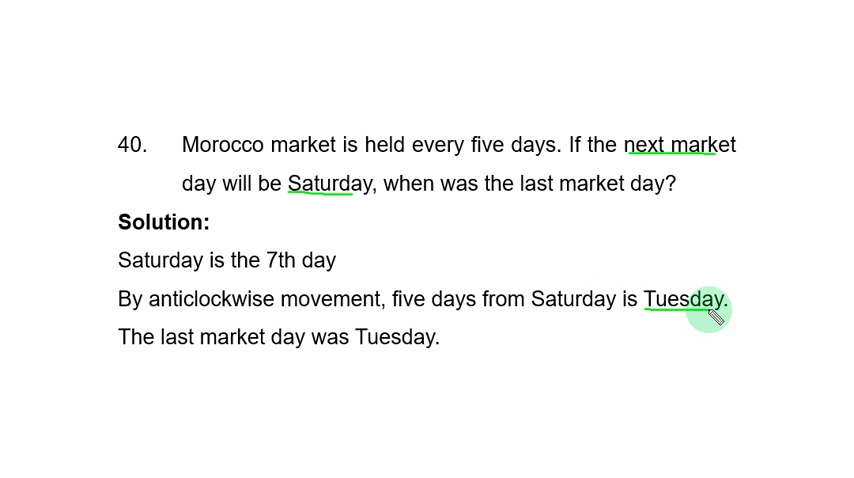 40. Morocco market is held every five days. If the next market
day will be Saturday, when was the last market day?
Solution:
Saturday is the 7th day
By anticlockwise movement, five days from Saturday is Tuesday.
The last market day was Tuesday.